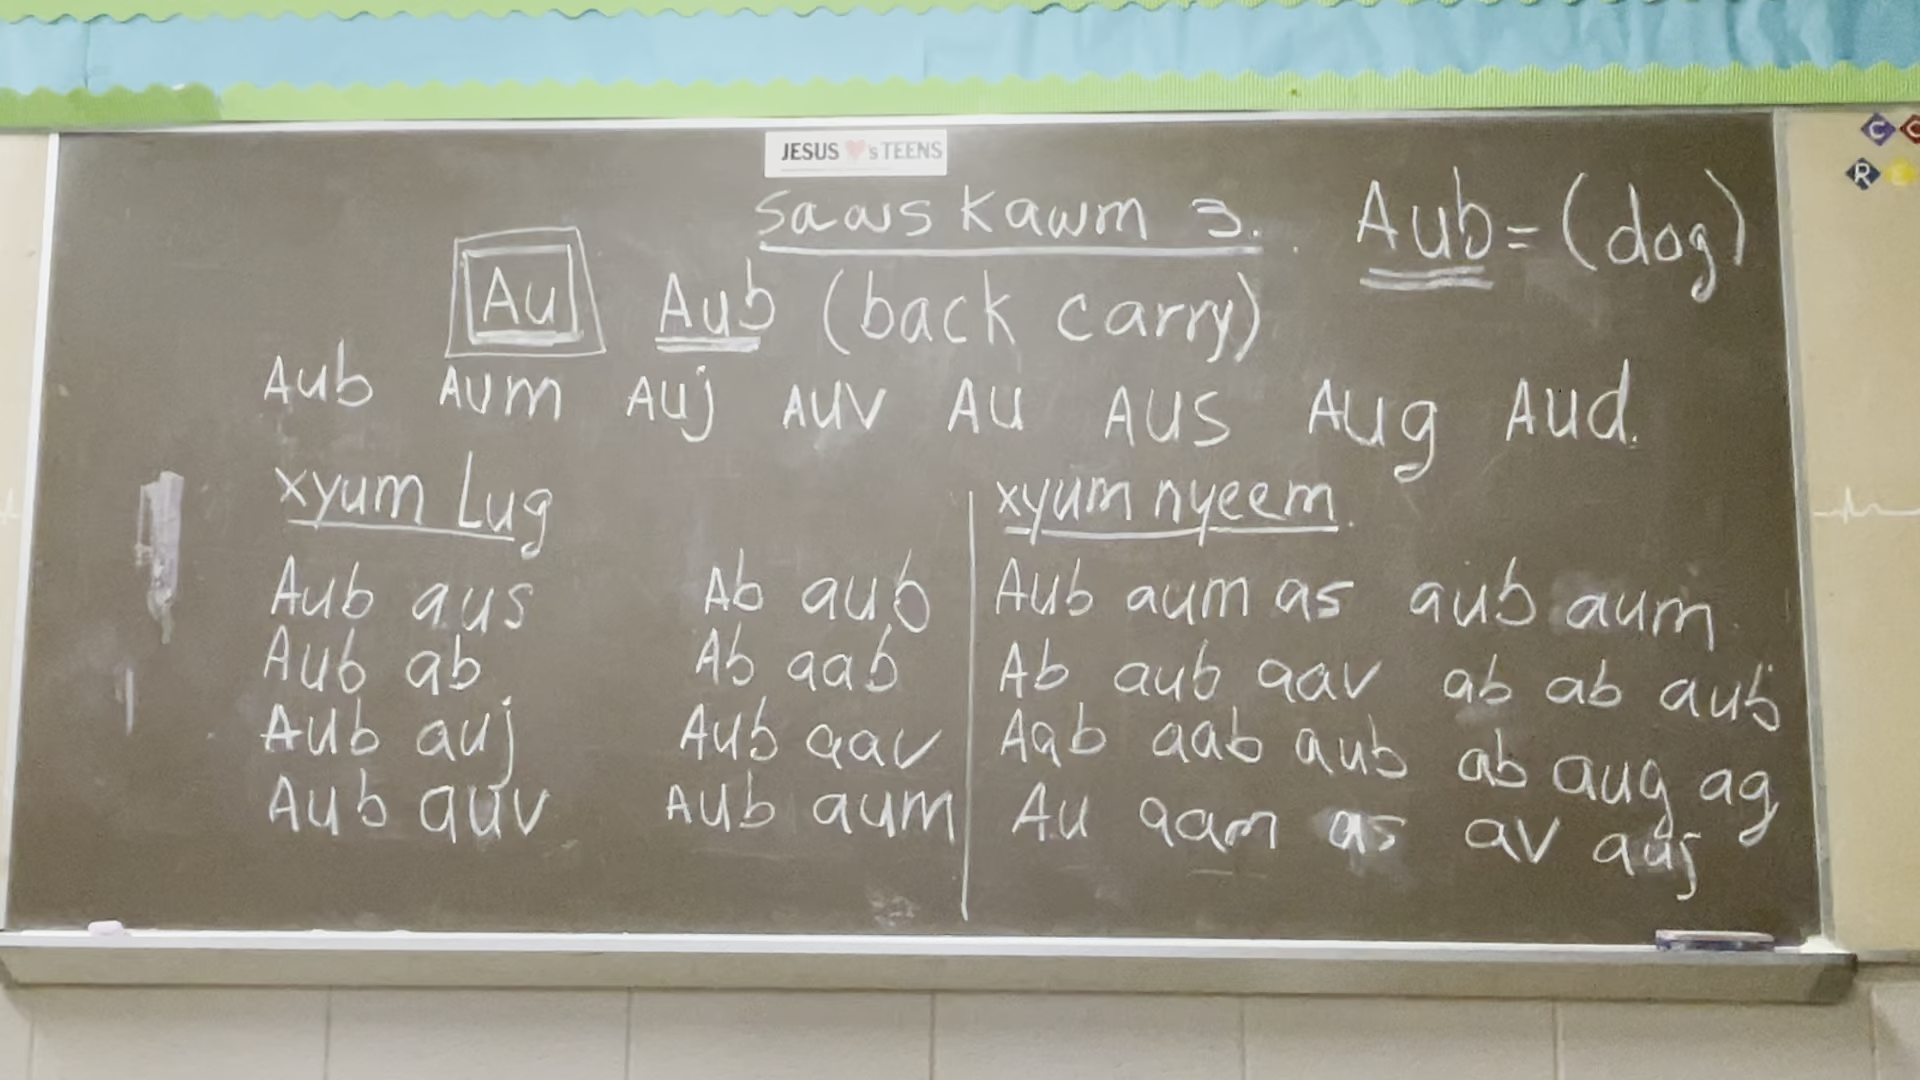 JESUS ❤'s TEENS
saavs kawm 3. Aub = (dog)
Au Aub (back carry)
Aub Aum Auj Auv Au Aus Aug Aud.
xyum Lug
Aub aus Ab aub
Aub ab Ab aab
Aub auj Aub aav
Aub auv Aub aum
xyum nyeem.
Aub aum as aub aum
Ab aub aav ab ab aub
Aab aab aub ab aug ag
Au aam as av auj
C C
R E